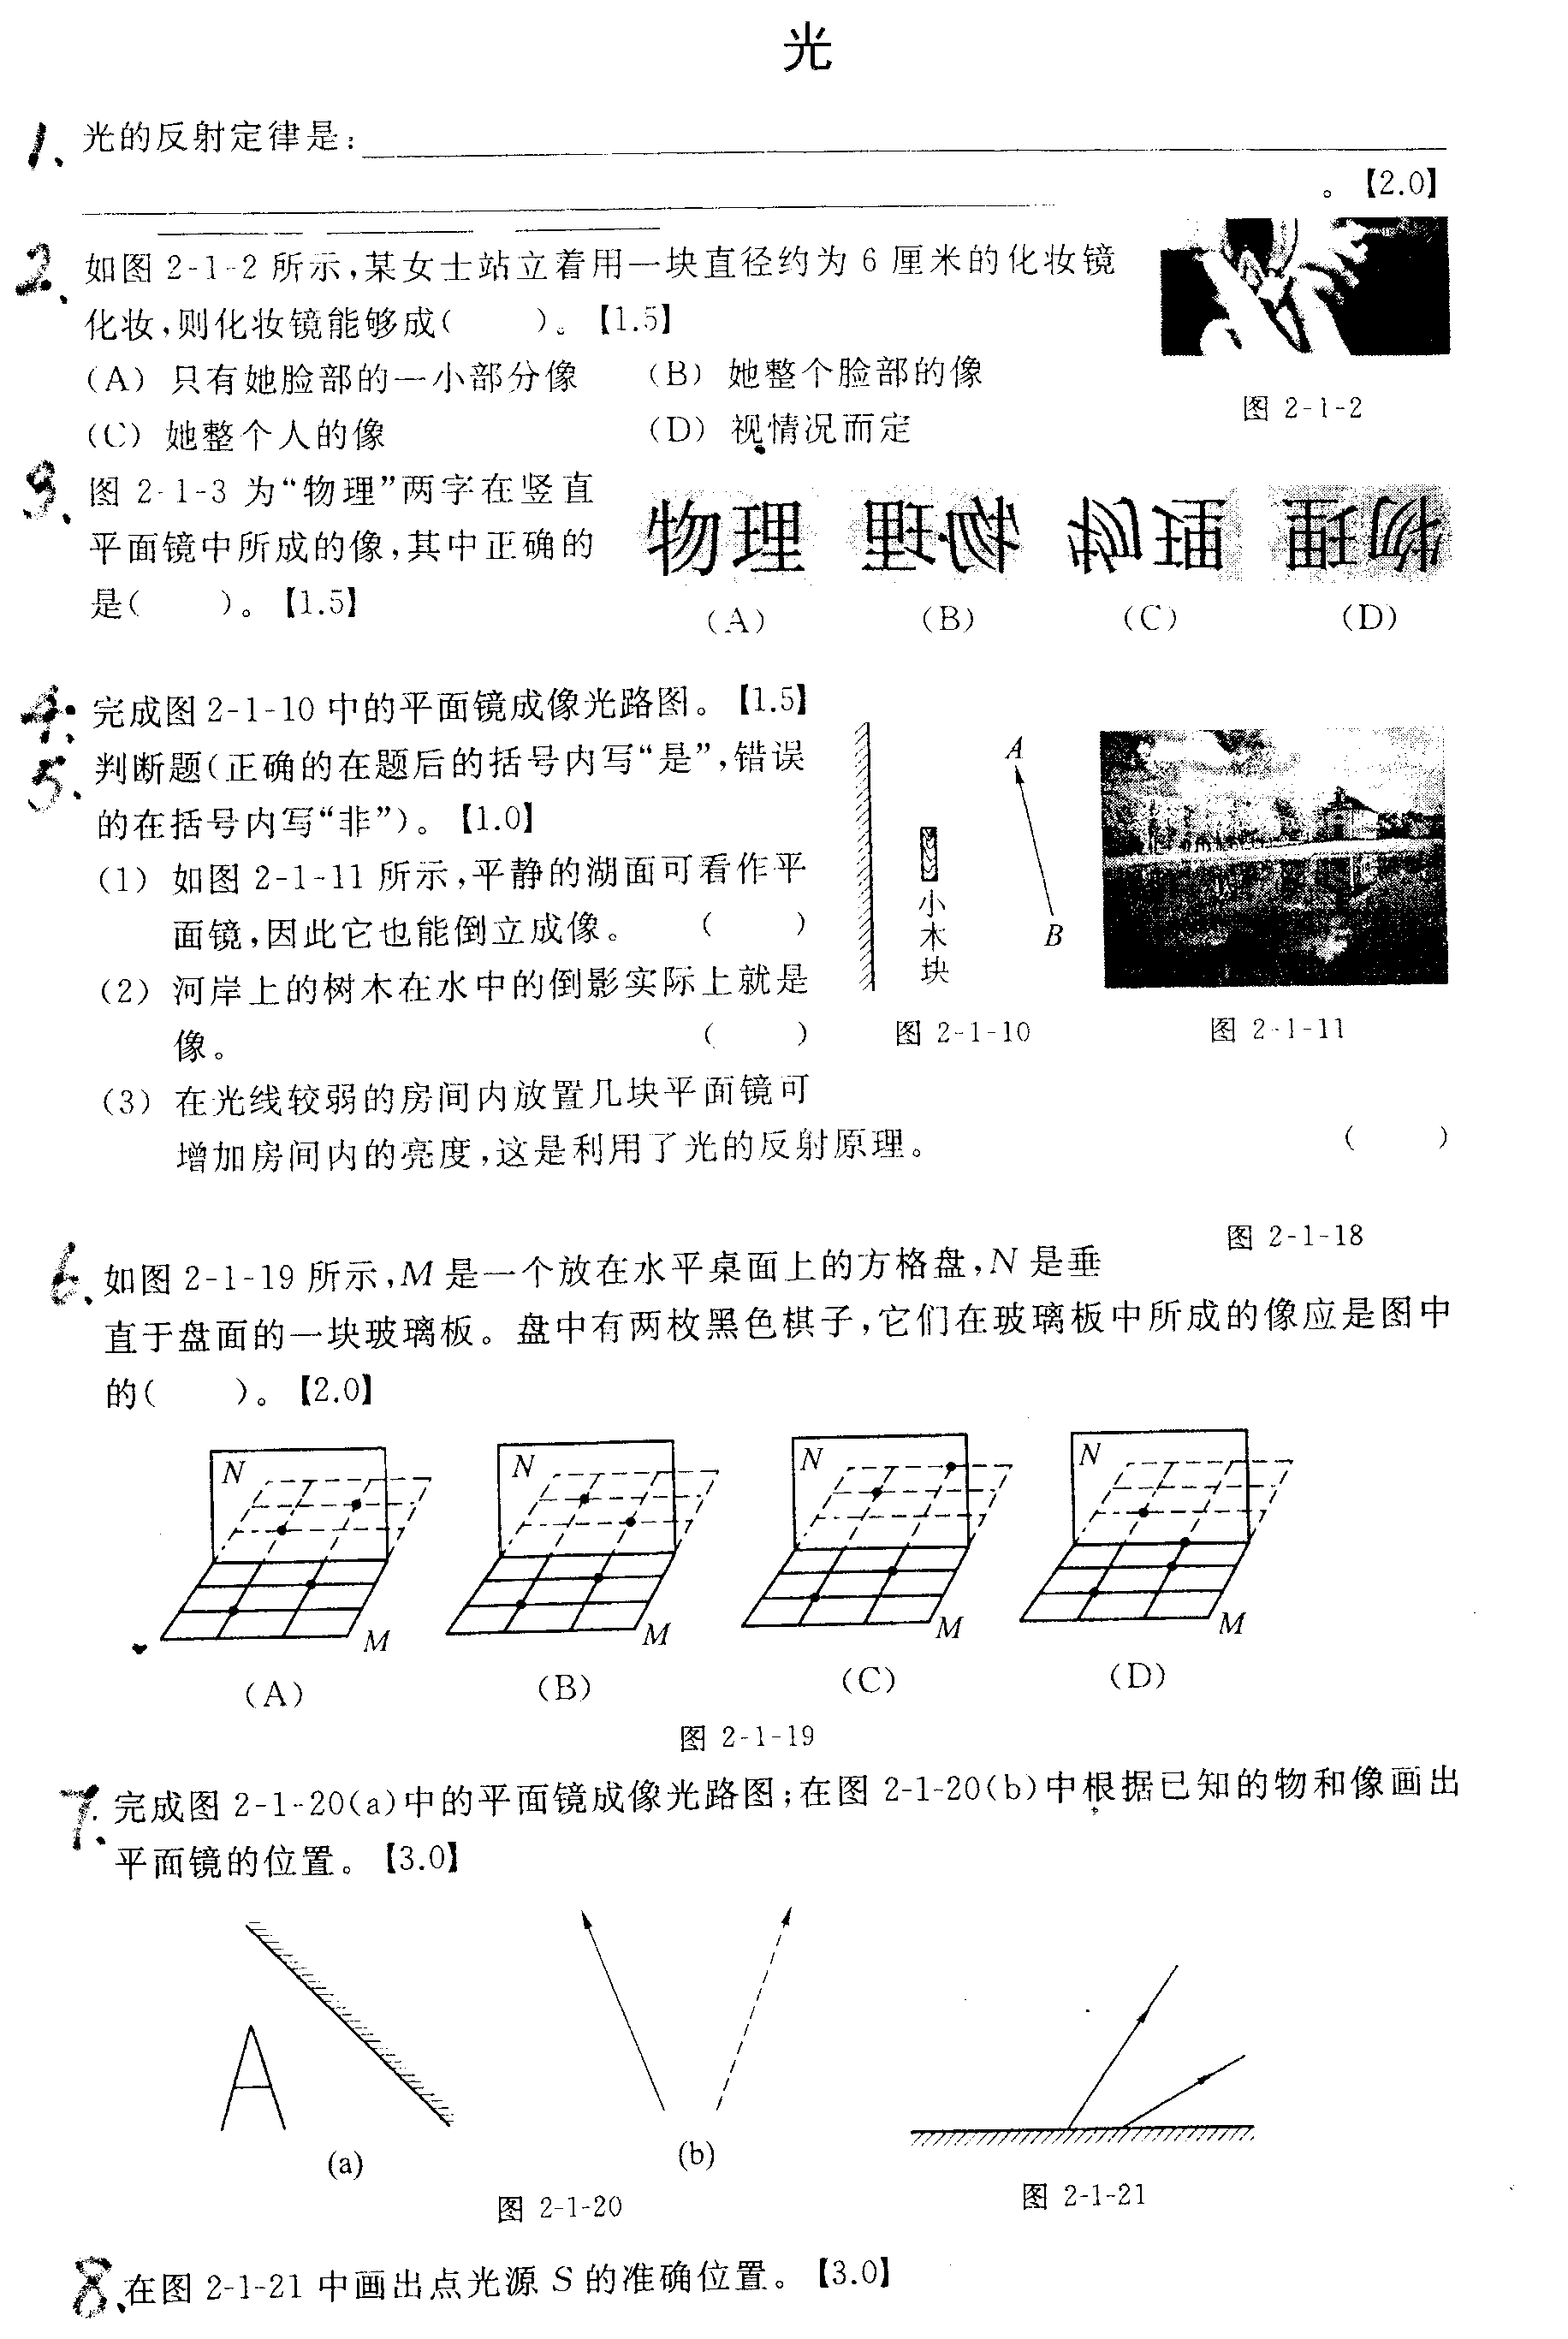 光
1、光的反射定律是：
。【2.0】
2、如图 2-1-2 所示,某女士站立着用一块直径约为 6 厘米的化妆镜
化妆,则化妆镜能够成(  )。【1.5】
(A) 只有她脸部的一小部分像 (B) 她整个脸部的像
(C) 她整个人的像 (D) 视情况而定
图 2-1-2
3、图 2-1-3 为“物理”两字在竖直
平面镜中所成的像,其中正确的
是(  )。【1.5】
物理 物理 物理 物理
(A) (B) (C) (D)
4、完成图 2-1-10 中的平面镜成像光路图。【1.5】
5、判断题(正确的在题后的括号内写“是”,错误
的在括号内写“非”)。【1.0】
(1) 如图 2-1-11 所示,平静的湖面可看作平
面镜,因此它也能倒立成像。 (  )
(2) 河岸上的树木在水中的倒影实际上就是
像。 (  )
(3) 在光线较弱的房间内放置几块平面镜可
增加房间内的亮度,这是利用了光的反射原理。 (  )
A
B
小木块
图 2-1-10 图 2-1-11
图 2-1-18
6、如图 2-1-19 所示,M 是一个放在水平桌面上的方格盘,N 是垂
直于盘面的一块玻璃板。盘中有两枚黑色棋子,它们在玻璃板中所成的像应是图中
的(  )。【2.0】
N N N N
M M M M
(A) (B) (C) (D)
图 2-1-19
7、完成图 2-1-20(a)中的平面镜成像光路图;在图 2-1-20(b)中根据已知的物和像画出
平面镜的位置。【3.0】
(a) (b)
图 2-1-20 图 2-1-21
8、在图 2-1-21 中画出点光源 S 的准确位置。【3.0】